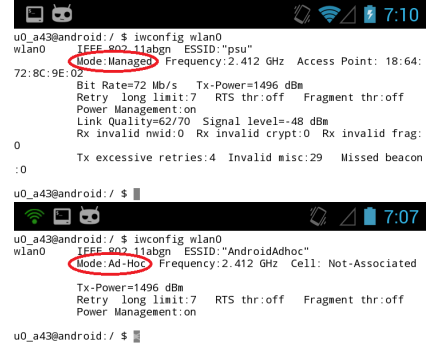 7:10
u0_a43@android:/ $ iwconfig wlan0
wlan0 IEEE 802.11abgn ESSID:"psu"
Mode:Managed Frequency:2.412 GHz Access Point: 18:64:
72:8C:9E:02
Bit Rate=72 Mb/s Tx-Power=1496 dBm
Retry long limit:7 RTS thr:off Fragment thr:off
Power Management:on
Link Quality=62/70 Signal level=-48 dBm
Rx invalid nwid:0 Rx invalid crypt:0 Rx invalid frag:
0
Tx excessive retries:4 Invalid misc:29 Missed beacon
:0
u0_a43@android:/ $
7:07
u0_a43@android:/ $ iwconfig wlan0
wlan0 IEEE 802.11abgn ESSID:"AndroidAdhoc"
Mode:Ad-Hoc Frequency:2.412 GHz Cell: Not-Associated
Tx-Power=1496 dBm
Retry long limit:7 RTS thr:off Fragment thr:off
Power Management:on
u0_a43@android:/ $